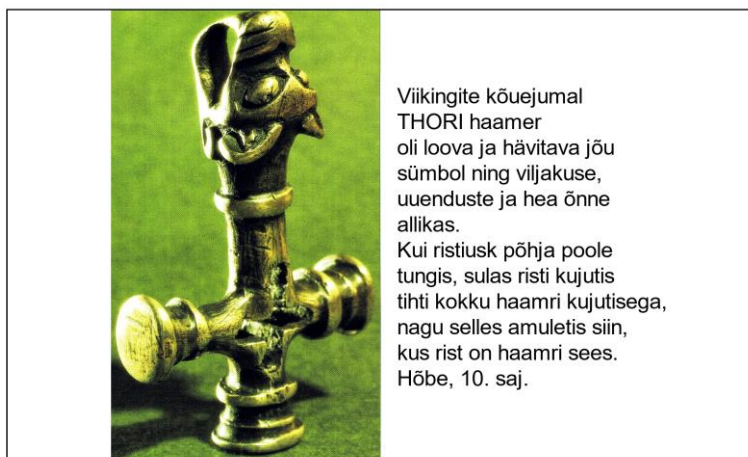 Viikingite kõuejumal
THORI haamer
oli loova ja hävitava jõu
sümbol ning viljakuse,
uuenduste ja hea õnne
allikas.
Kui ristiusk põhja poole
tungis, sulas risti kujutis
tihti kokku haamri kujutisega,
nagu selles amuletis siin,
kus rist on haamri sees.
Hõbe, 10. saj.